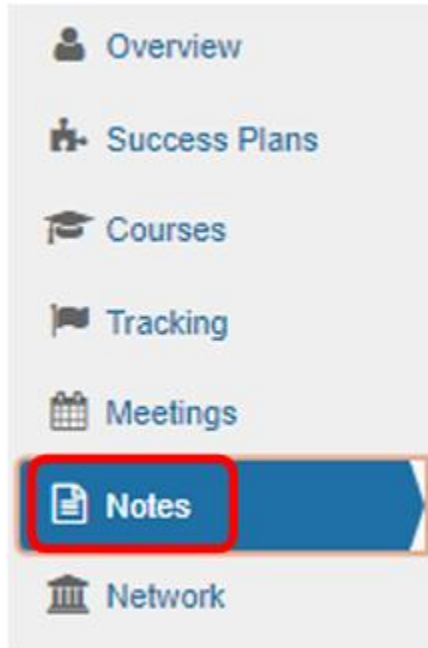 Overview
Success Plans
Courses
Tracking
Meetings
Notes
Network